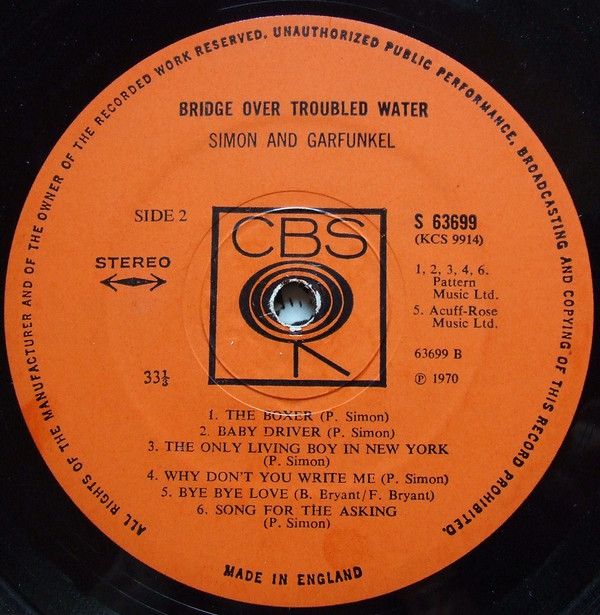 ALL RIGHTS OF THE MANUFACTURER AND OF THE OWNER OF THE RECORDED WORK RESERVED. UNAUTHORIZED PUBLIC PERFORMANCE, BROADCASTING AND COPYING OF THIS RECORD PROHIBITED.
BRIDGE OVER TROUBLED WATER
SIMON AND GARFUNKEL
SIDE 2
STEREO
33⅓
CBS
S 63699
(KCS 9914)
1, 2, 3, 4, 6.
Pattern
Music Ltd.
5. Acuff-Rose
Music Ltd.
63699 B
℗ 1970
1. THE BOXER (P. Simon)
2. BABY DRIVER (P. Simon)
3. THE ONLY LIVING BOY IN NEW YORK
(P. Simon)
4. WHY DON'T YOU WRITE ME (P. Simon)
5. BYE BYE LOVE (B. Bryant/F. Bryant)
6. SONG FOR THE ASKING
(P. Simon)
MADE IN ENGLAND